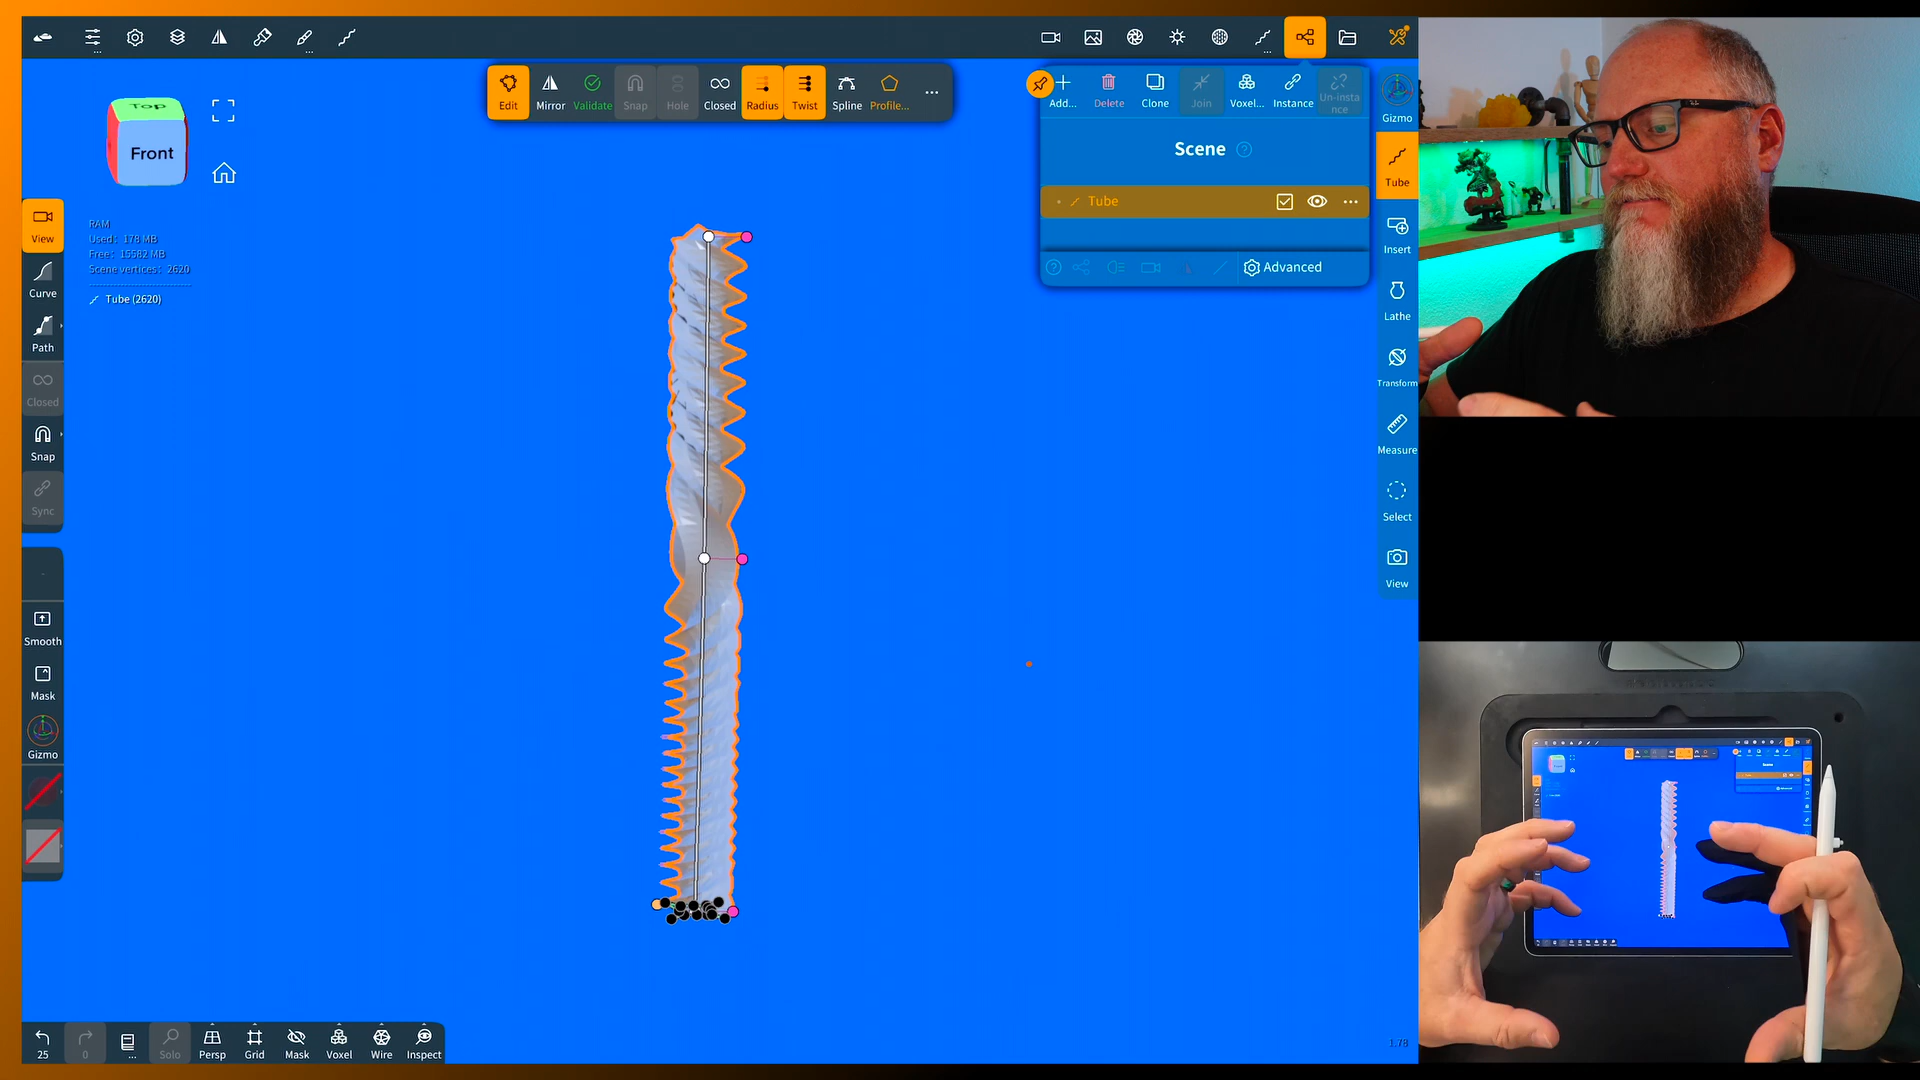 Edit
Mirror
Validate
Snap
Hole
Closed
Radius
Twist
Spline
Profile...
...
Add...
Delete
Clone
Join
Voxel...
Instance
Un-insta
nce
Gizmo
Top
Front
Scene
Tube
Tube
Advanced
Insert
Lathe
Transform
Measure
Select
View
RAM
Used: 178 MB
Free: 15582 MB
Scene vertices: 2620
Tube (2620)
View
Curve
Path
Closed
Snap
Sync
Smooth
Mask
Gizmo
25
0
...
Solo
Persp
Grid
Mask
Voxel
Wire
Inspect
1.78